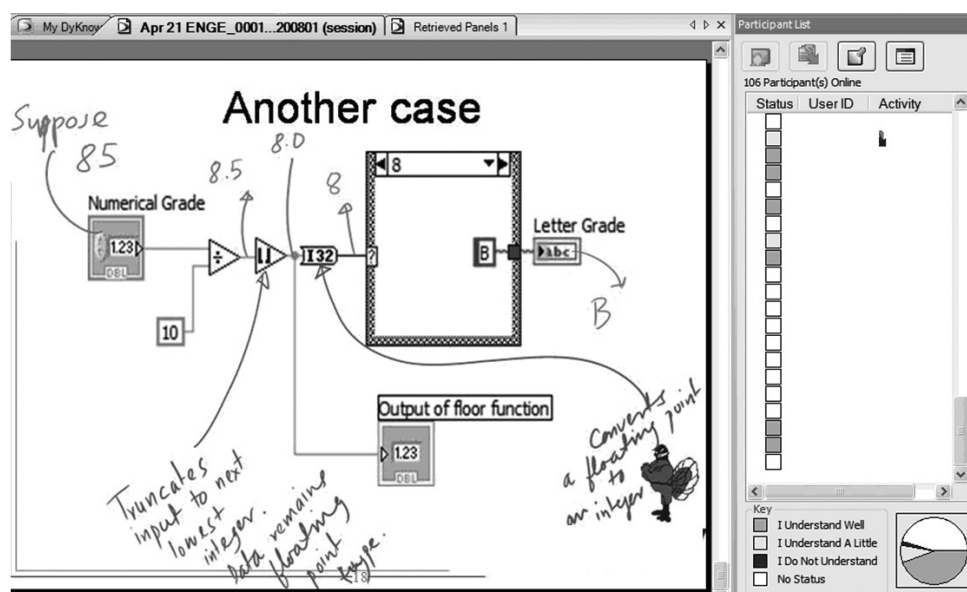 My DyKnow
Apr 21 ENGE_0001...200801 (session)
Retrieved Panels 1
Another case
Suppose
85
8.5
8.0
8
8
Numerical Grade
1.23
DBL
÷
I32
?
B
Letter Grade
abc
B
10
Output of floor function
1.23
DBL
Truncates
input to next
lowest
integer.
Data remains
floating
point
type.
Converts
a floating point
to
an integer
18
Participant List
106 Participant(s) Online
Status User ID Activity
Key
I Understand Well
I Understand A Little
I Do Not Understand
No Status